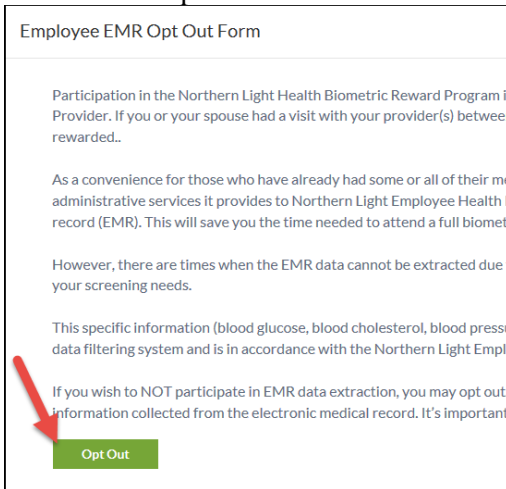 Employee EMR Opt Out Form
Participation in the Northern Light Health Biometric Reward Program i
Provider. If you or your spouse had a visit with your provider(s) betwee
rewarded..
As a convenience for those who have already had some or all of their me
administrative services it provides to Northern Light Employee Health
record (EMR). This will save you the time needed to attend a full biomet
However, there are times when the EMR data cannot be extracted due
your screening needs.
This specific information (blood glucose, blood cholesterol, blood pressu
data filtering system and is in accordance with the Northern Light Empl
If you wish to NOT participate in EMR data extraction, you may opt out
information collected from the electronic medical record. It's important
Opt Out